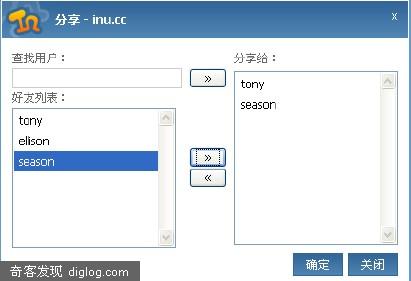 In
分享 - inu.cc
x
查找用户：
»
分享给：
好友列表：
tony
elison
season
»
«
tony
season
确定
关闭
奇客发现 diglog.com